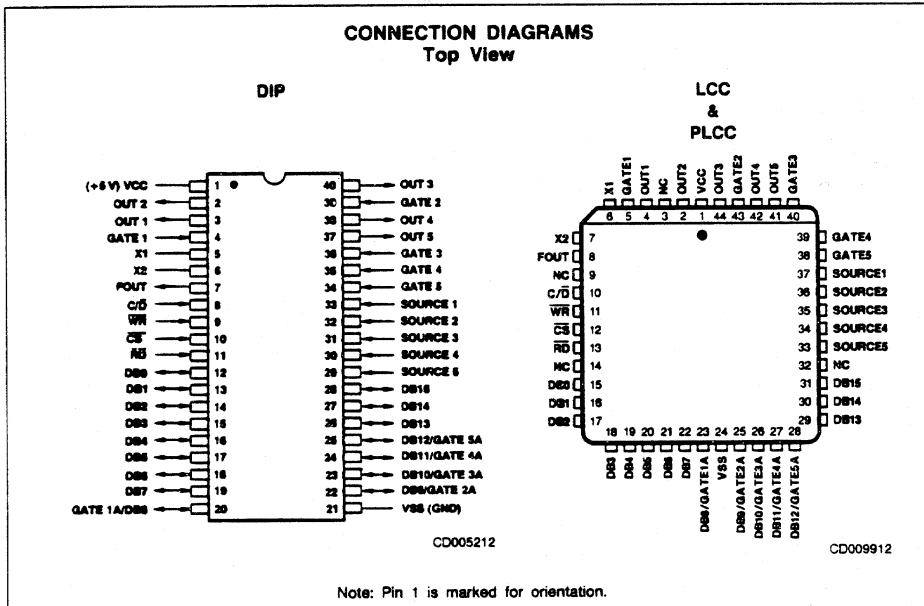 CONNECTION DIAGRAMS
Top View
DIP
(+5 V) VCC 1
OUT 2 2
OUT 1 3
GATE 1 4
X1 5
X2 6
FOUT 7
C/D̅ 8
W̅R̅ 9
C̅S̅ 10
R̅D̅ 11
DB0 12
DB1 13
DB2 14
DB3 15
DB4 16
DB5 17
DB6 18
DB7 19
GATE 1A/DB8 20
40 OUT 3
39 GATE 2
38 OUT 4
37 OUT 5
36 GATE 3
35 GATE 4
34 GATE 5
33 SOURCE 1
32 SOURCE 2
31 SOURCE 3
30 SOURCE 4
29 SOURCE 5
28 DB15
27 DB14
26 DB13
25 DB12/GATE 5A
24 DB11/GATE 4A
23 DB10/GATE 3A
22 DB9/GATE 2A
21 VSS (GND)
CD005212
LCC
&
PLCC
X1 GATE1 OUT1 NC OUT2 VCC OUT3 GATE2 OUT4 OUT5 GATE3
6 5 4 3 2 1 44 43 42 41 40
X2 7
FOUT 8
NC 9
C/D̅ 10
W̅R̅ 11
C̅S̅ 12
R̅D̅ 13
NC 14
DB0 15
DB1 16
DB2 17
39 GATE4
38 GATE5
37 SOURCE1
36 SOURCE2
35 SOURCE3
34 SOURCE4
33 SOURCE5
32 NC
31 DB15
30 DB14
29 DB13
18 19 20 21 22 23 24 25 26 27 28
DB3 DB4 DB5 DB6 DB7 DB8/GATE1A VSS DB9/GATE2A DB10/GATE3A DB11/GATE4A DB12/GATE5A
CD009912
Note: Pin 1 is marked for orientation.